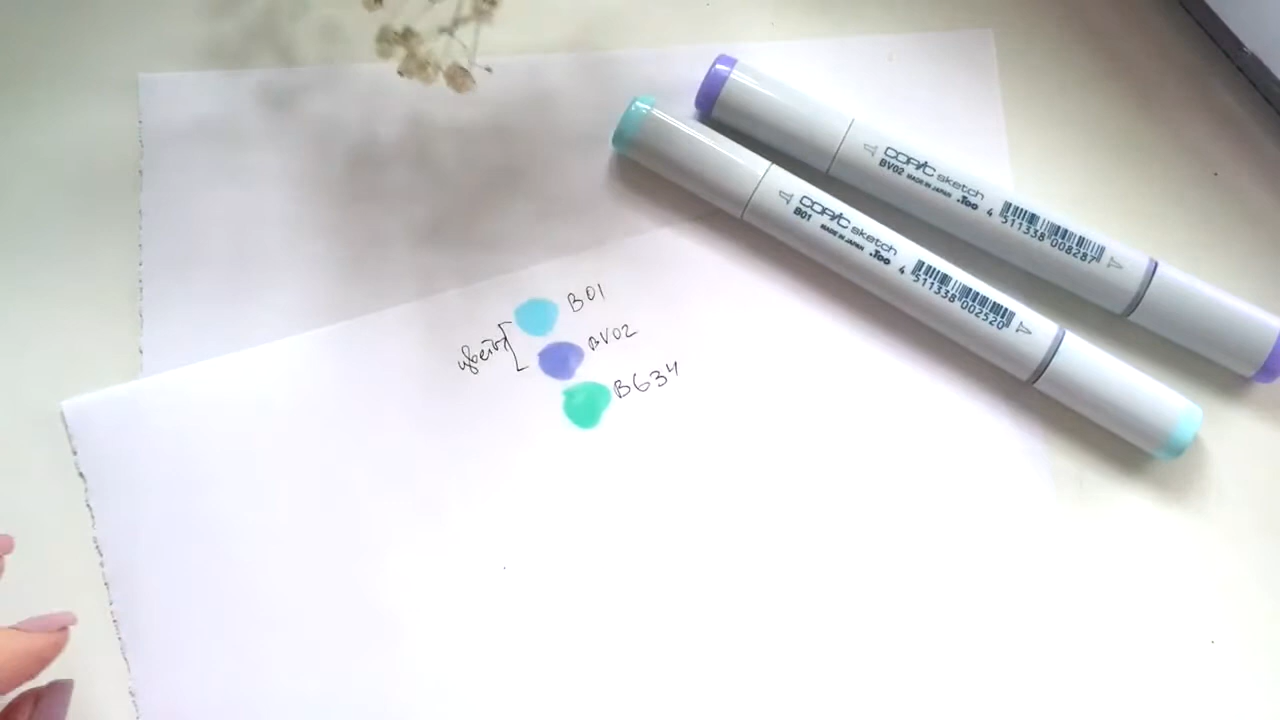 COPIC sketch
BV02 MADE IN JAPAN .Too 4 511338 008287
COPIC sketch
B01 MADE IN JAPAN .Too 4 511338 002520
B01
цветы
BV02
BG34